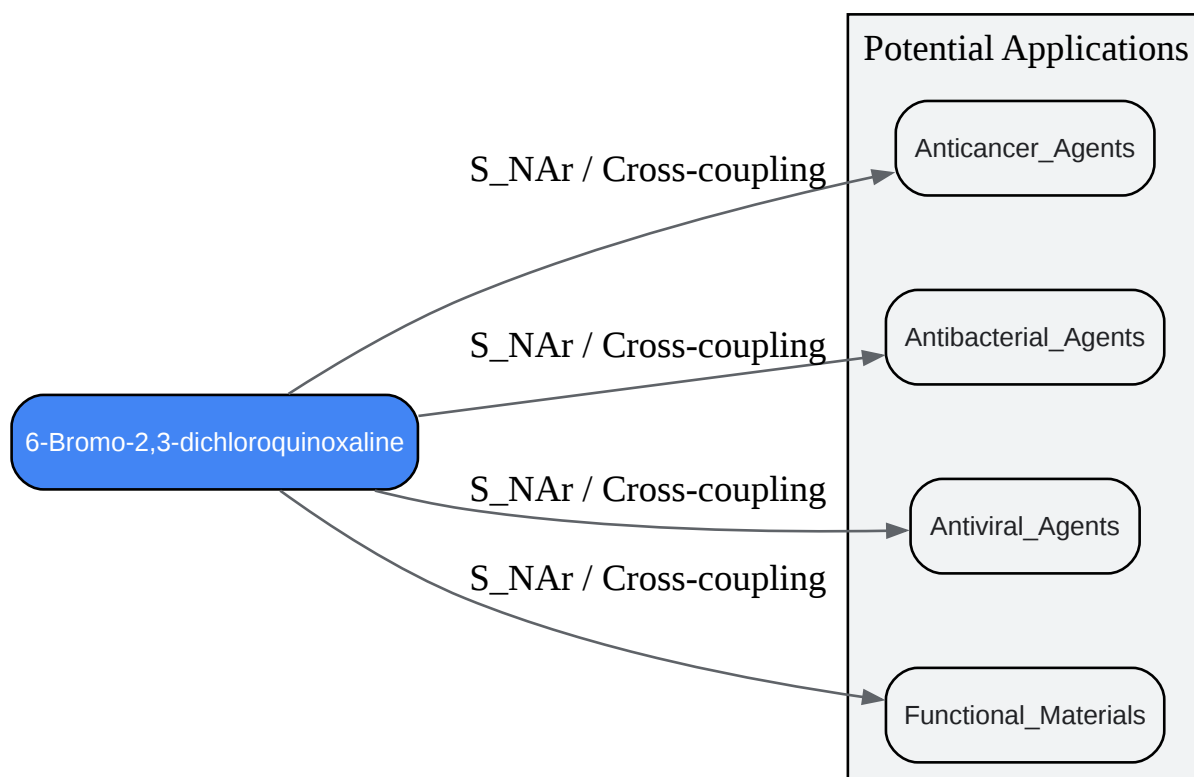 Potential Applications
Anticancer_Agents
S_NAr / Cross-coupling
S_NAr / Cross-coupling
Antibacterial_Agents
6-Bromo-2,3-dichloroquinoxaline
S_NAr / Cross-coupling
Antiviral_Agents
S_NAr / Cross-coupling
Functional_Materials